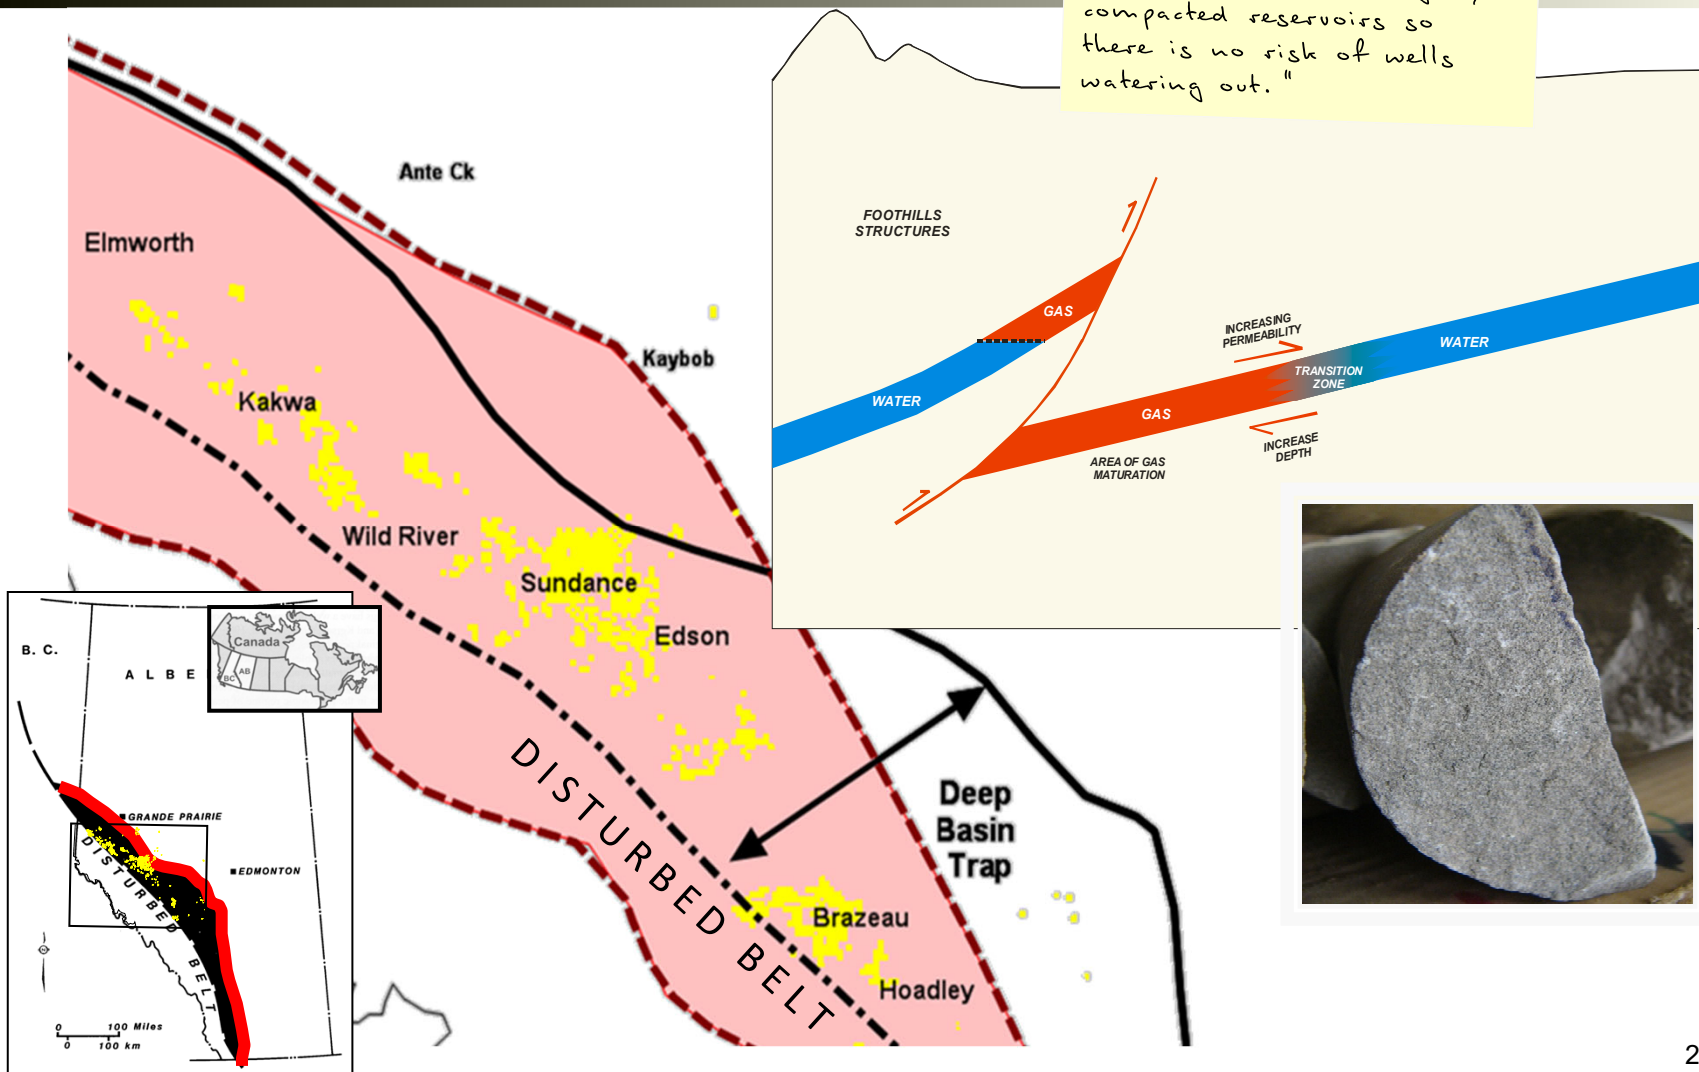 compacted reservoirs so
there is no risk of wells
watering out."
Ante Ck
Elmworth
Kaybob
Kakwa
Wild River
Sundance
Edson
DISTURBED BELT
Deep
Basin
Trap
Brazeau
Hoadley
FOOTHILLS
STRUCTURES
GAS
WATER
INCREASING
PERMEABILITY
TRANSITION
ZONE
WATER
GAS
INCREASE
DEPTH
AREA OF GAS
MATURATION
B. C.
ALBE
Canada
BC
AB
GRANDE PRAIRIE
EDMONTON
DISTURBED BELT
0 100 Miles
0 100 km
2